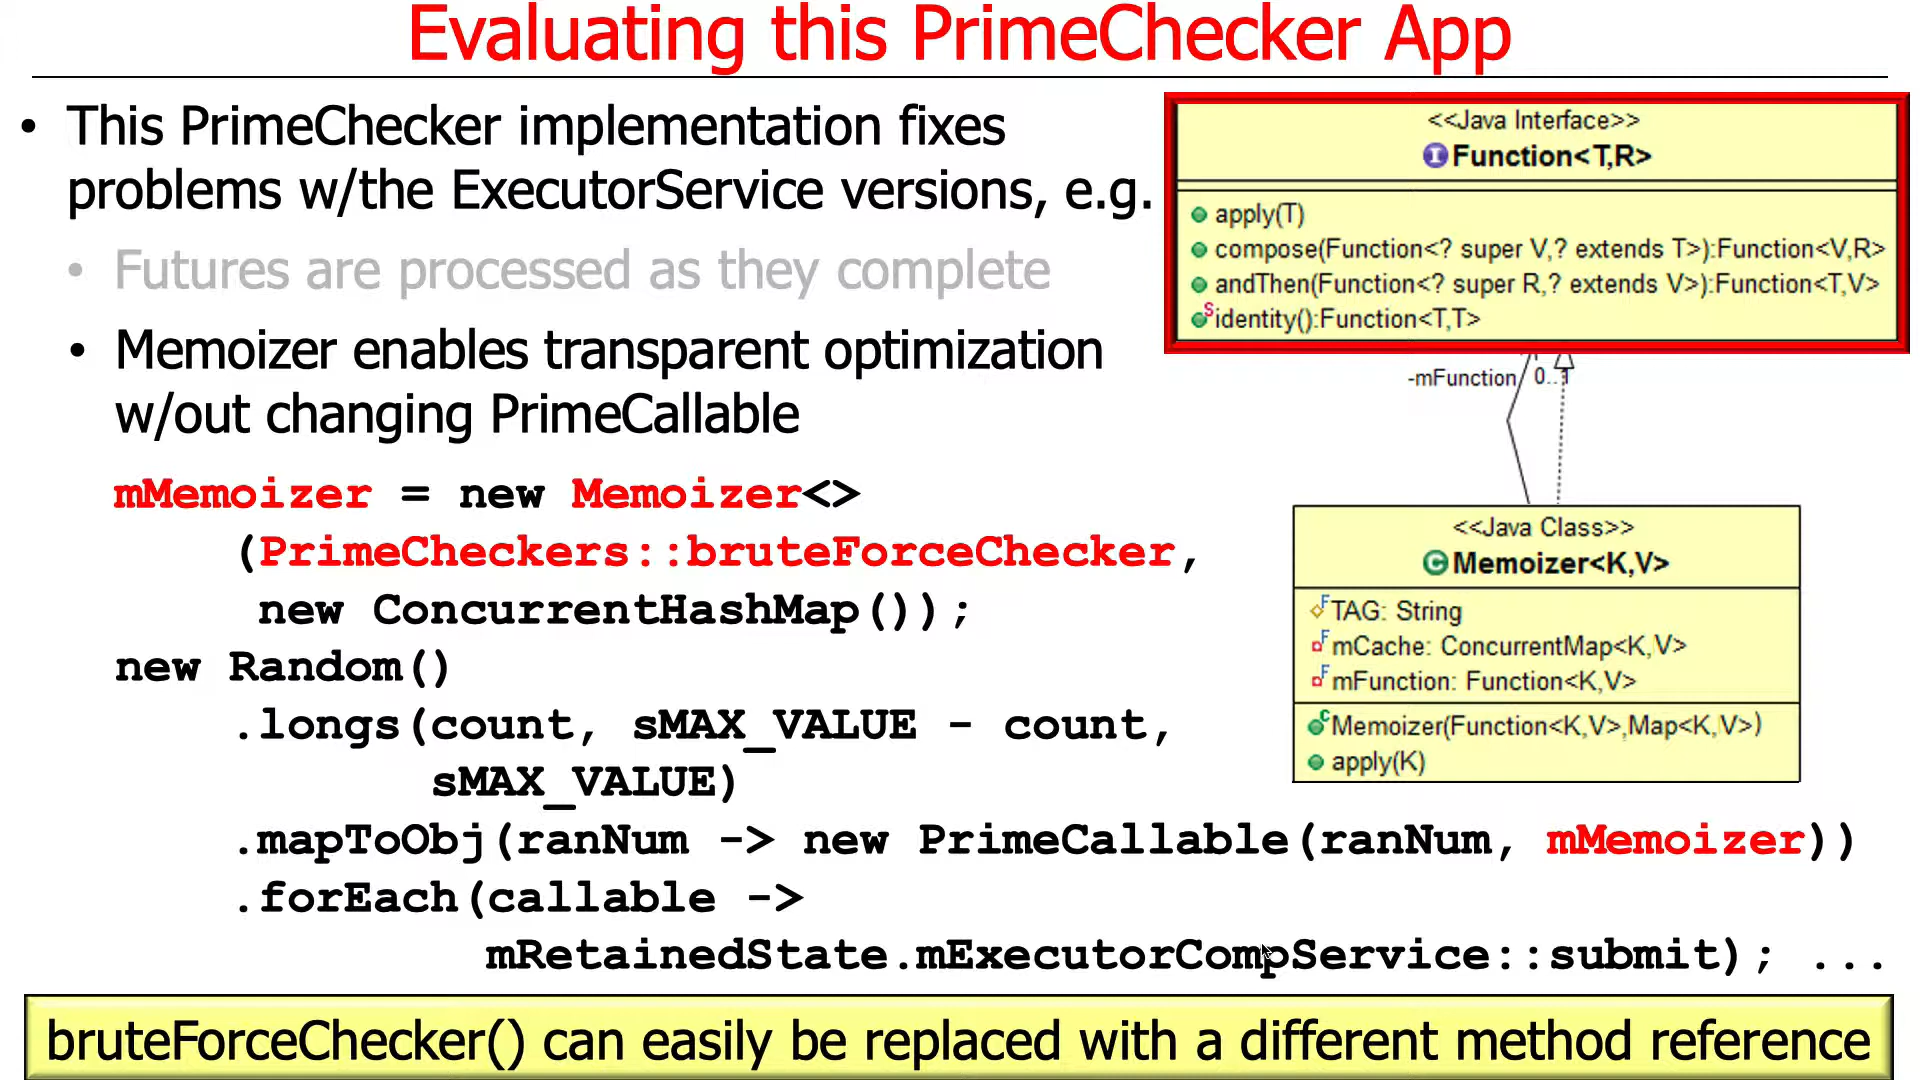 Evaluating this PrimeChecker App
• This PrimeChecker implementation fixes
problems w/the ExecutorService versions, e.g.
• Futures are processed as they complete
• Memoizer enables transparent optimization
w/out changing PrimeCallable
mMemoizer = new Memoizer<>
(PrimeCheckers::bruteForceChecker,
new ConcurrentHashMap());
new Random()
.longs(count, sMAX_VALUE - count,
sMAX_VALUE)
.mapToObj(ranNum -> new PrimeCallable(ranNum, mMemoizer))
.forEach(callable ->
mRetainedState.mExecutorCompService::submit); ...
<<Java Interface>>
I Function<T,R>
apply(T)
compose(Function<? super V,? extends T>):Function<V,R>
andThen(Function<? super R,? extends V>):Function<T,V>
S identity():Function<T,T>
-mFunction 0..1
<<Java Class>>
C Memoizer<K,V>
F TAG: String
F mCache: ConcurrentMap<K,V>
F mFunction: Function<K,V>
C Memoizer(Function<K,V>,Map<K,V>)
apply(K)
bruteForceChecker() can easily be replaced with a different method reference